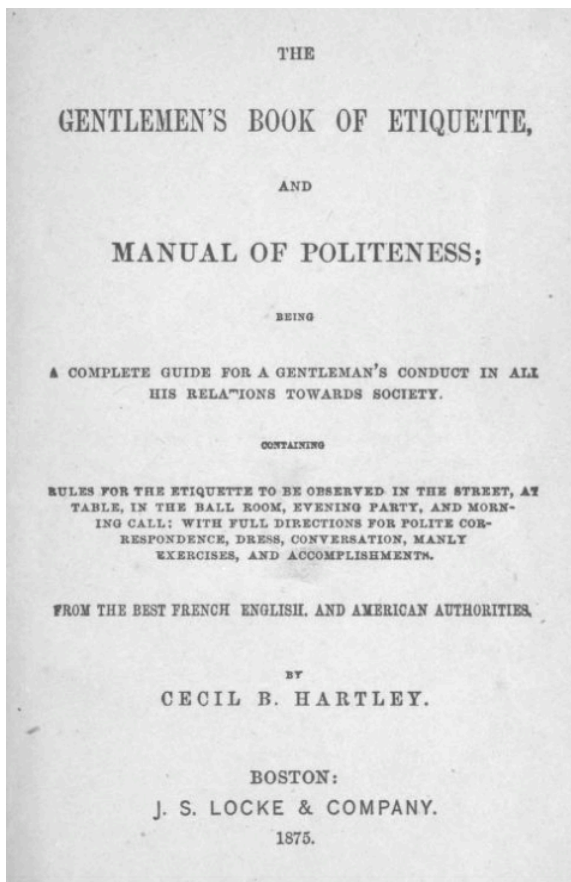 THE
GENTLEMEN'S BOOK OF ETIQUETTE,
AND
MANUAL OF POLITENESS;
BEING
A COMPLETE GUIDE FOR A GENTLEMAN'S CONDUCT IN ALL
HIS RELATIONS TOWARDS SOCIETY.
CONTAINING
RULES FOR THE ETIQUETTE TO BE OBSERVED IN THE STREET, AT
TABLE, IN THE BALL ROOM, EVENING PARTY, AND MORN-
ING CALL; WITH FULL DIRECTIONS FOR POLITE COR-
RESPONDENCE, DRESS, CONVERSATION, MANLY
EXERCISES, AND ACCOMPLISHMENTS.
FROM THE BEST FRENCH ENGLISH, AND AMERICAN AUTHORITIES,
BY
CECIL B. HARTLEY.
BOSTON:
J. S. LOCKE & COMPANY.
1875.